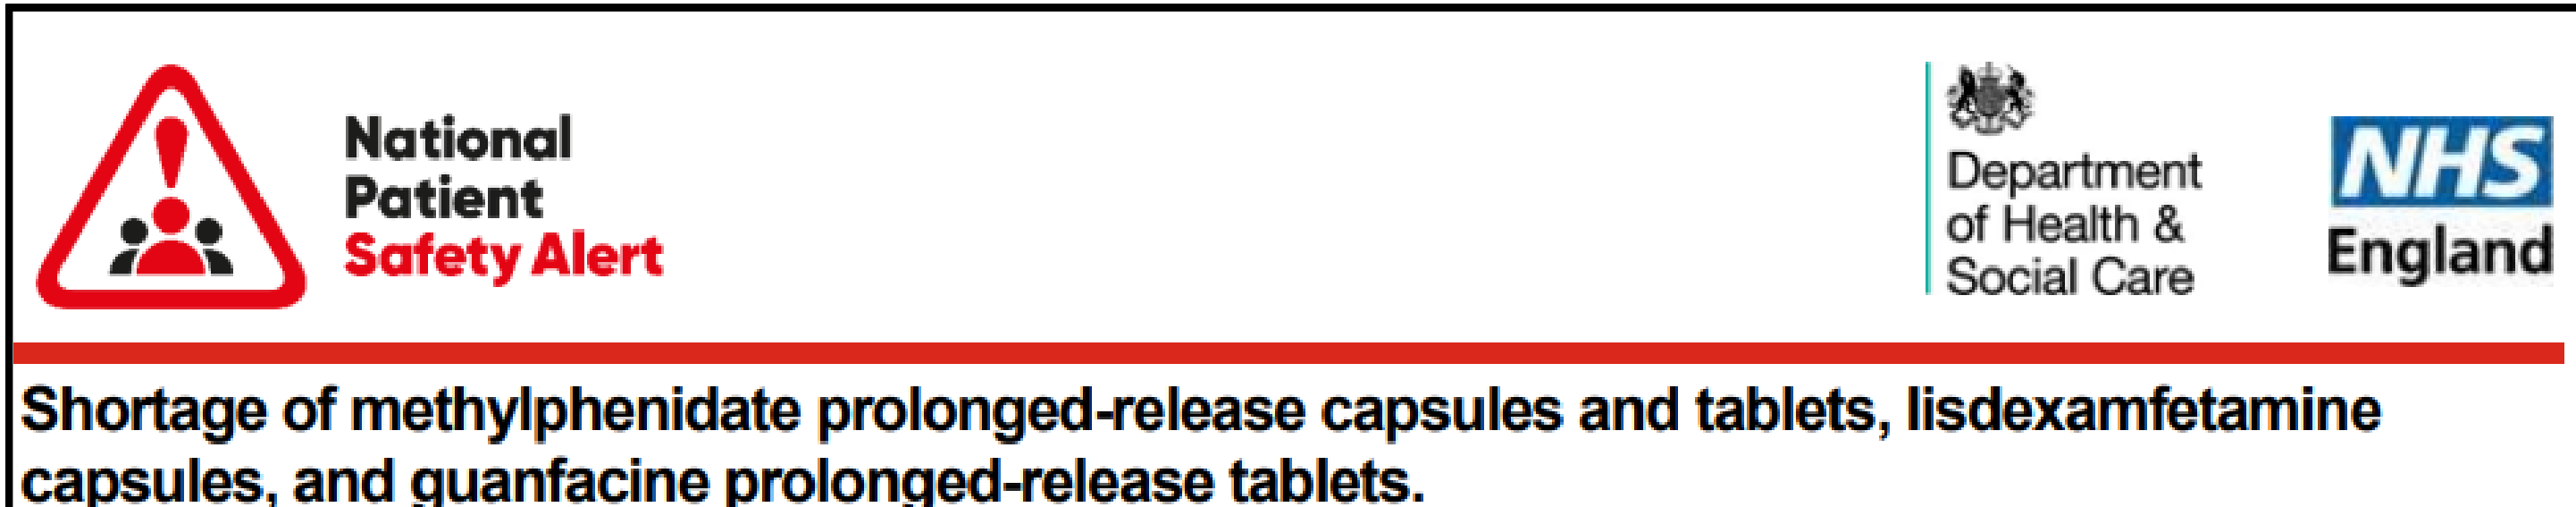 National
Patient
Safety Alert
Department
of Health &
Social Care
NHS
England
Shortage of methylphenidate prolonged-release capsules and tablets, lisdexamfetamine
capsules, and guanfacine prolonged-release tablets.